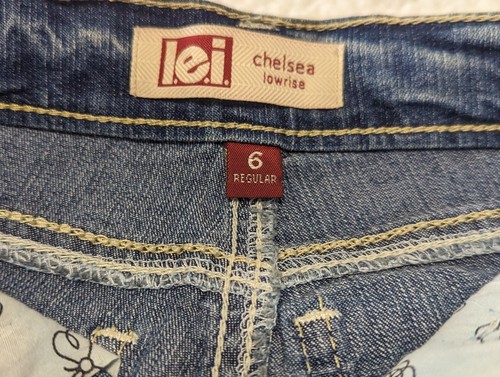 l.e.i.
chelsea
lowrise
6
REGULAR